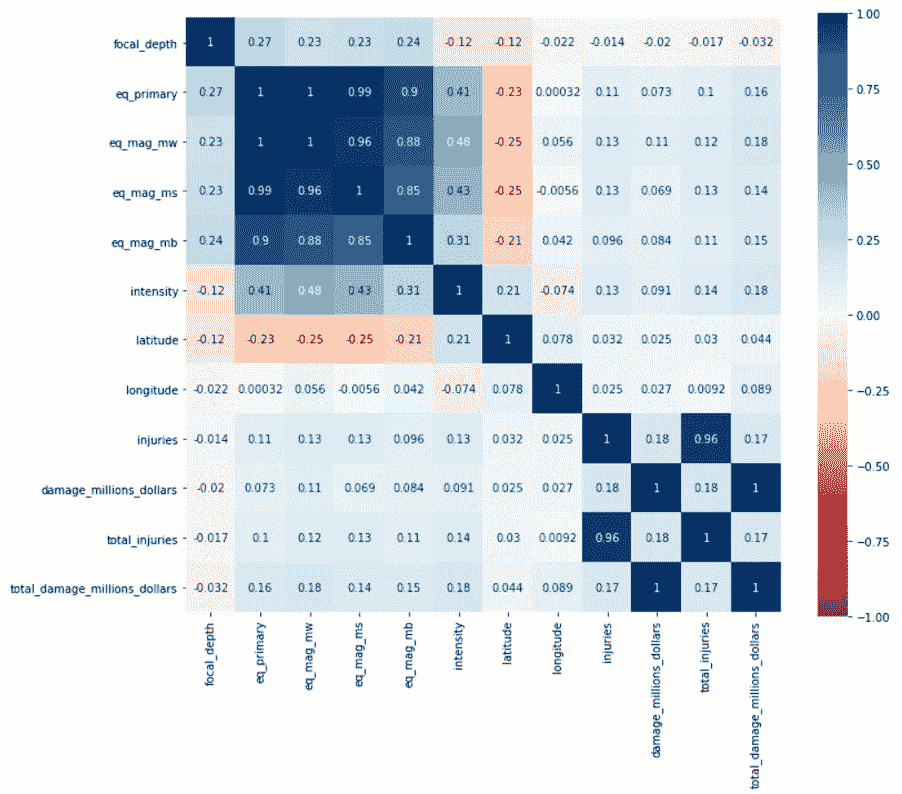 focal_depth 1 0.27 0.23 0.23 0.24 -0.12 -0.12 -0.022 -0.014 -0.02 -0.017 -0.032
eq_primary 0.27 1 1 0.99 0.9 0.41 -0.23 0.00032 0.11 0.073 0.1 0.16
eq_mag_mw 0.23 1 1 0.96 0.88 0.48 -0.25 0.056 0.13 0.11 0.12 0.18
eq_mag_ms 0.23 0.99 0.96 1 0.85 0.43 -0.25 -0.0056 0.13 0.069 0.13 0.14
eq_mag_mb 0.24 0.9 0.88 0.85 1 0.31 -0.21 0.042 0.096 0.084 0.11 0.15
intensity -0.12 0.41 0.48 0.43 0.31 1 0.21 -0.074 0.13 0.091 0.14 0.18
latitude -0.12 -0.23 -0.25 -0.25 -0.21 0.21 1 0.078 0.032 0.025 0.03 0.044
longitude -0.022 0.00032 0.056 -0.0056 0.042 -0.074 0.078 1 0.025 0.027 0.0092 0.089
injuries -0.014 0.11 0.13 0.13 0.096 0.13 0.032 0.025 1 0.18 0.96 0.17
damage_millions_dollars -0.02 0.073 0.11 0.069 0.084 0.091 0.025 0.027 0.18 1 0.18 1
total_injuries -0.017 0.1 0.12 0.13 0.11 0.14 0.03 0.0092 0.96 0.18 1 0.17
total_damage_millions_dollars -0.032 0.16 0.18 0.14 0.15 0.18 0.044 0.089 0.17 1 0.17 1
focal_depth
eq_primary
eq_mag_mw
eq_mag_ms
eq_mag_mb
intensity
latitude
longitude
injuries
damage_millions_dollars
total_injuries
total_damage_millions_dollars
1.00
0.75
0.50
0.25
0.00
−0.25
−0.50
−0.75
−1.00